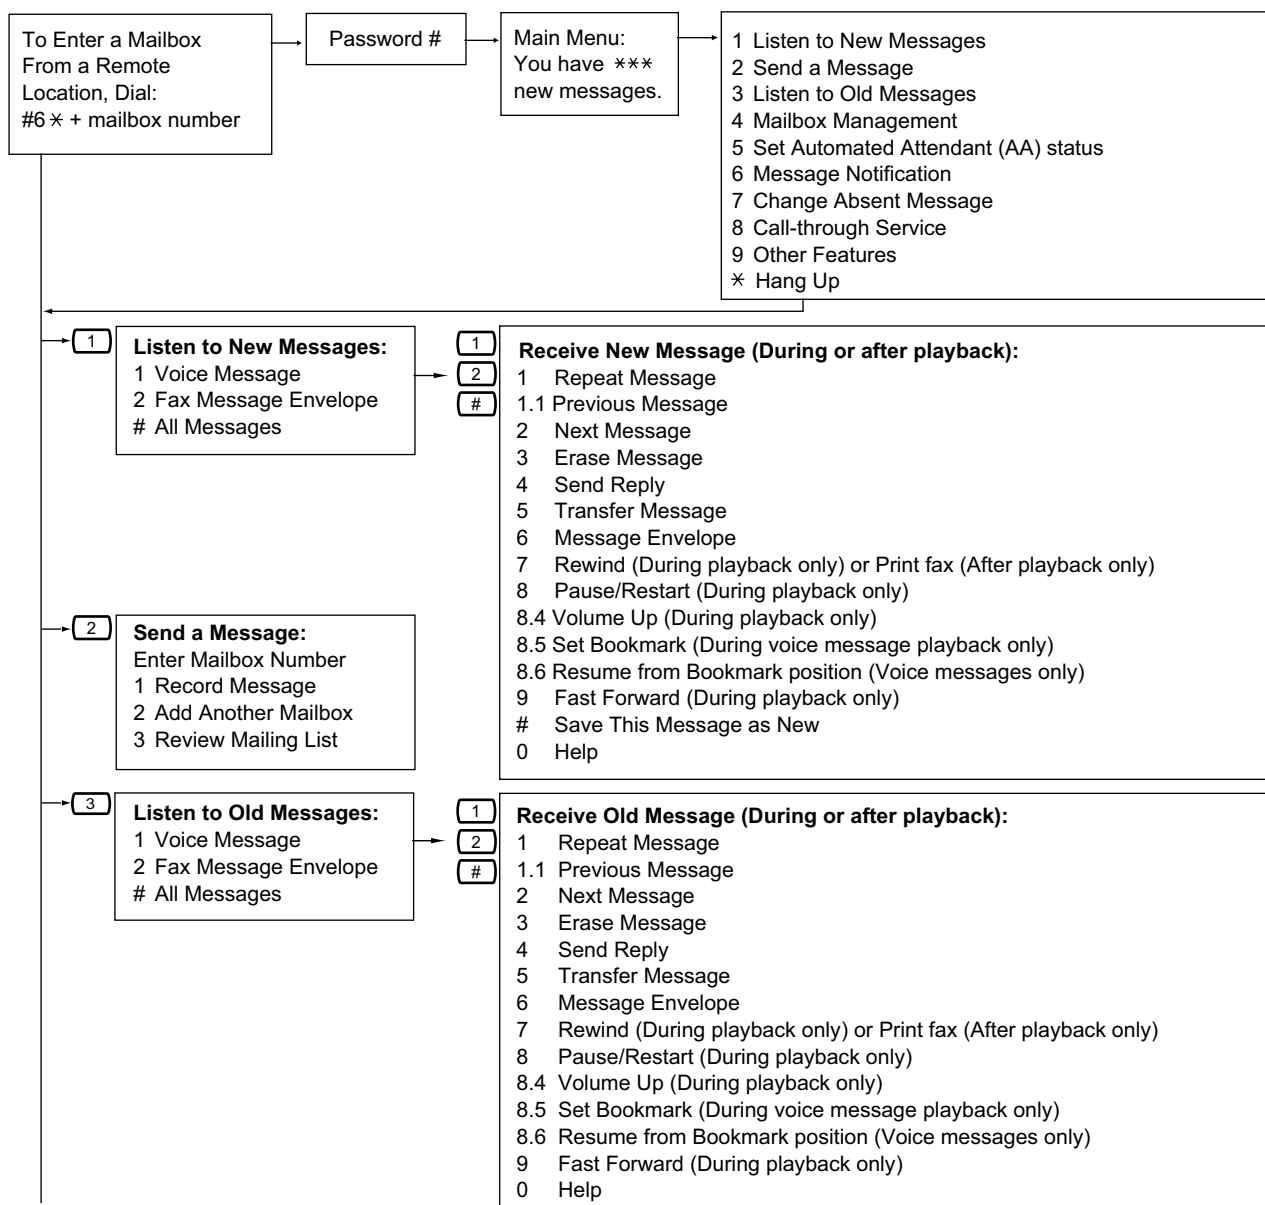 To Enter a Mailbox
From a Remote
Location, Dial:
#6 * + mailbox number
Password #
Main Menu:
You have ***
new messages.
1 Listen to New Messages
2 Send a Message
3 Listen to Old Messages
4 Mailbox Management
5 Set Automated Attendant (AA) status
6 Message Notification
7 Change Absent Message
8 Call-through Service
9 Other Features
* Hang Up
1
Listen to New Messages:
1 Voice Message
2 Fax Message Envelope
# All Messages
1
2
#
Receive New Message (During or after playback):
1 Repeat Message
1.1 Previous Message
2 Next Message
3 Erase Message
4 Send Reply
5 Transfer Message
6 Message Envelope
7 Rewind (During playback only) or Print fax (After playback only)
8 Pause/Restart (During playback only)
8.4 Volume Up (During playback only)
8.5 Set Bookmark (During voice message playback only)
8.6 Resume from Bookmark position (Voice messages only)
9 Fast Forward (During playback only)
# Save This Message as New
0 Help
2
Send a Message:
Enter Mailbox Number
1 Record Message
2 Add Another Mailbox
3 Review Mailing List
3
Listen to Old Messages:
1 Voice Message
2 Fax Message Envelope
# All Messages
1
2
#
Receive Old Message (During or after playback):
1 Repeat Message
1.1 Previous Message
2 Next Message
3 Erase Message
4 Send Reply
5 Transfer Message
6 Message Envelope
7 Rewind (During playback only) or Print fax (After playback only)
8 Pause/Restart (During playback only)
8.4 Volume Up (During playback only)
8.5 Set Bookmark (During voice message playback only)
8.6 Resume from Bookmark position (Voice messages only)
9 Fast Forward (During playback only)
0 Help